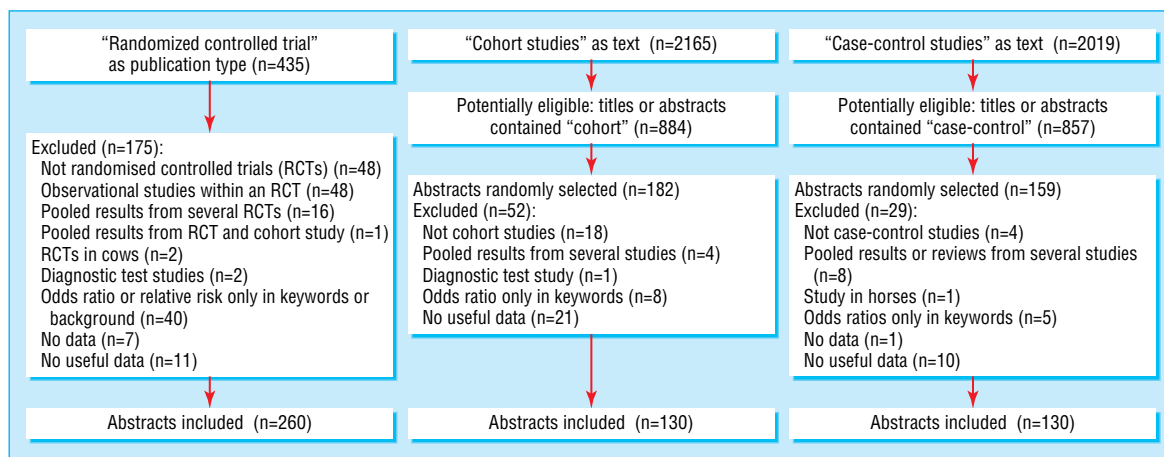 “Randomized controlled trial”
as publication type (n=435)
Excluded (n=175):
Not randomised controlled trials (RCTs) (n=48)
Observational studies within an RCT (n=48)
Pooled results from several RCTs (n=16)
Pooled results from RCT and cohort study (n=1)
RCTs in cows (n=2)
Diagnostic test studies (n=2)
Odds ratio or relative risk only in keywords or
background (n=40)
No data (n=7)
No useful data (n=11)
Abstracts included (n=260)
“Cohort studies” as text (n=2165)
Potentially eligible: titles or abstracts
contained “cohort” (n=884)
Abstracts randomly selected (n=182)
Excluded (n=52):
Not cohort studies (n=18)
Pooled results from several studies (n=4)
Diagnostic test study (n=1)
Odds ratio only in keywords (n=8)
No useful data (n=21)
Abstracts included (n=130)
“Case-control studies” as text (n=2019)
Potentially eligible: titles or abstracts
contained “case-control” (n=857)
Abstracts randomly selected (n=159)
Excluded (n=29):
Not case-control studies (n=4)
Pooled results or reviews from several studies
(n=8)
Study in horses (n=1)
Odds ratios only in keywords (n=5)
No data (n=1)
No useful data (n=10)
Abstracts included (n=130)